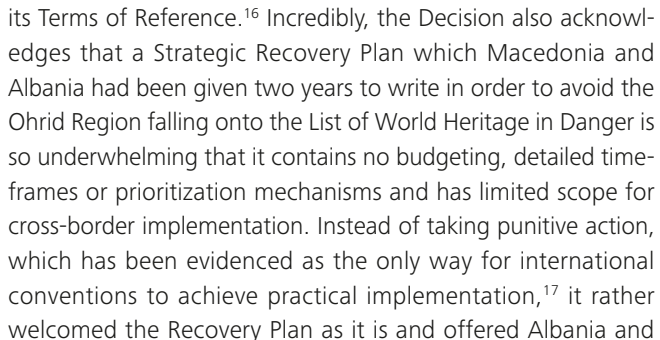 its Terms of Reference.¹⁶ Incredibly, the Decision also acknowl-
edges that a Strategic Recovery Plan which Macedonia and
Albania had been given two years to write in order to avoid the
Ohrid Region falling onto the List of World Heritage in Danger is
so underwhelming that it contains no budgeting, detailed time-
frames or prioritization mechanisms and has limited scope for
cross-border implementation. Instead of taking punitive action,
which has been evidenced as the only way for international
conventions to achieve practical implementation,¹⁷ it rather
welcomed the Recovery Plan as it is and offered Albania and